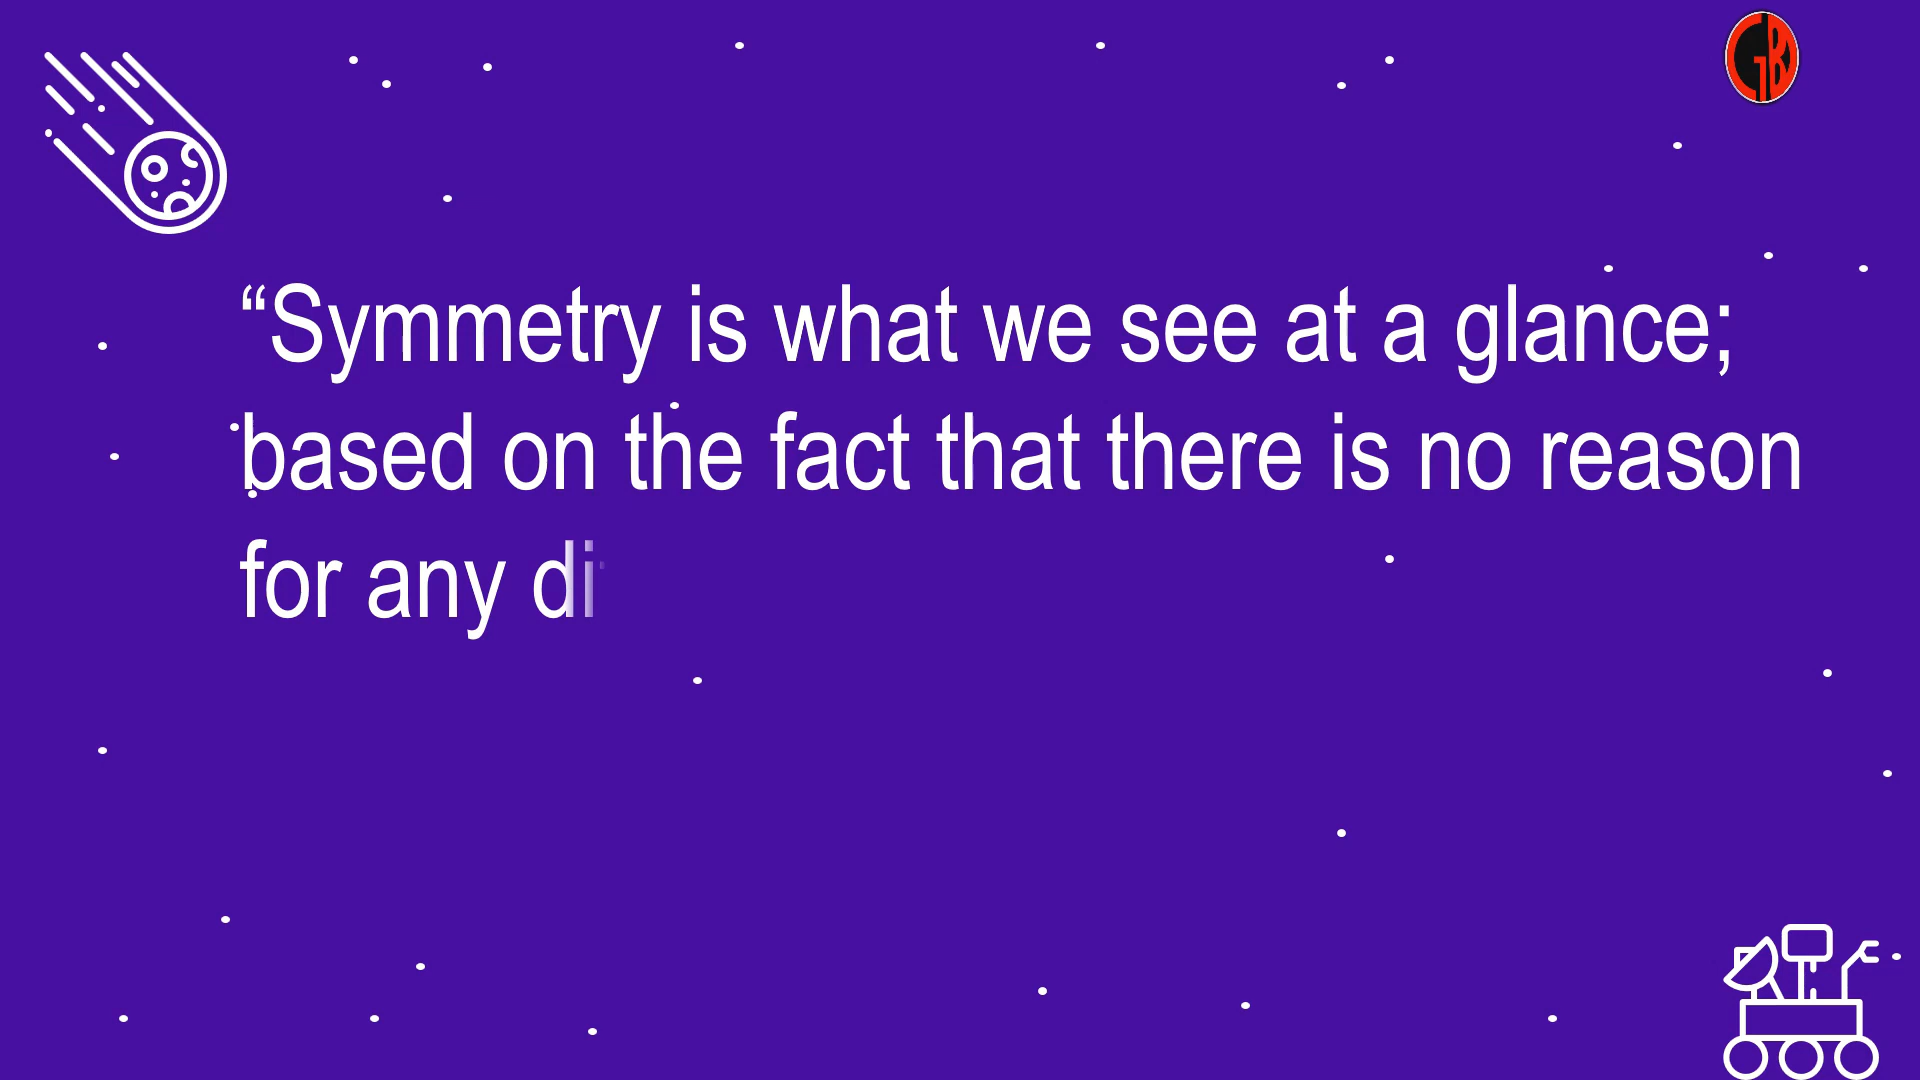 “Symmetry is what we see at a glance;
based on the fact that there is no reason
for any di
GB